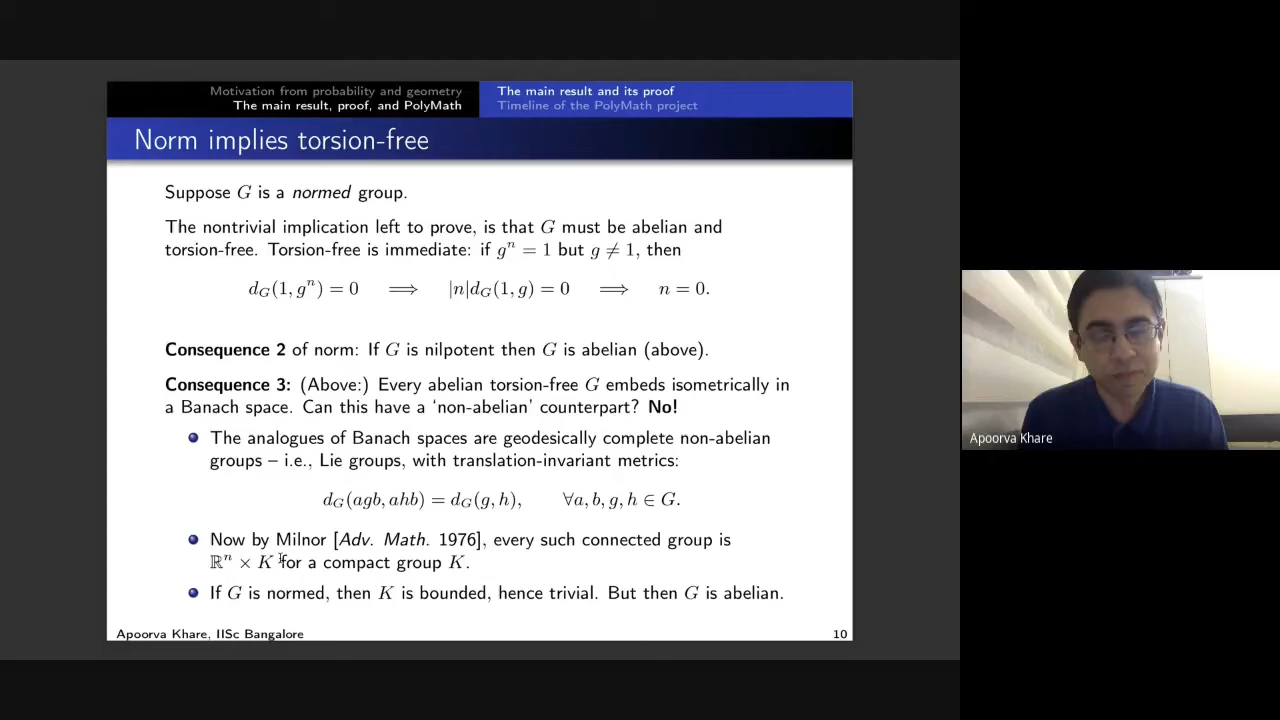 Motivation from probability and geometry
The main result, proof, and PolyMath
The main result and its proof
Timeline of the PolyMath project
Norm implies torsion-free
Suppose G is a normed group.
The nontrivial implication left to prove, is that G must be abelian and
torsion-free. Torsion-free is immediate: if gⁿ = 1 but g ≠ 1, then
d_G(1, gⁿ) = 0 ⟹ |n|d_G(1, g) = 0 ⟹ n = 0.
Consequence 2 of norm: If G is nilpotent then G is abelian (above).
Consequence 3: (Above:) Every abelian torsion-free G embeds isometrically in
a Banach space. Can this have a ‘non-abelian’ counterpart? No!
The analogues of Banach spaces are geodesically complete non-abelian
groups – i.e., Lie groups, with translation-invariant metrics:
d_G(agb, ahb) = d_G(g, h), ∀a, b, g, h ∈ G.
Now by Milnor [Adv. Math. 1976], every such connected group is
ℝⁿ × K for a compact group K.
If G is normed, then K is bounded, hence trivial. But then G is abelian.
Apoorva Khare, IISc Bangalore
10
Apoorva Khare